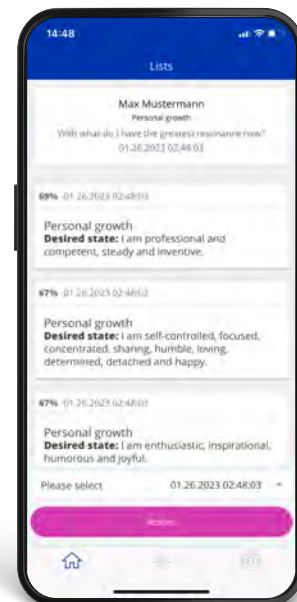 14:48
Lists
Max Mustermann
Personal growth
With what do I have the greatest resonance now?
01.26.2023 02:48:03
69% 01.26.2023 02:48:03
Personal growth
Desired state: I am professional and
competent, steady and inventive.
67% 01.26.2023 02:48:03
Personal growth
Desired state: I am self-controlled, focused,
concentrated, sharing, humble, loving,
determined, detached and happy.
67% 01.26.2023 02:48:03
Personal growth
Desired state: I am enthusiastic, inspirational,
humorous and joyful.
Please select 01.26.2023 02:48:03